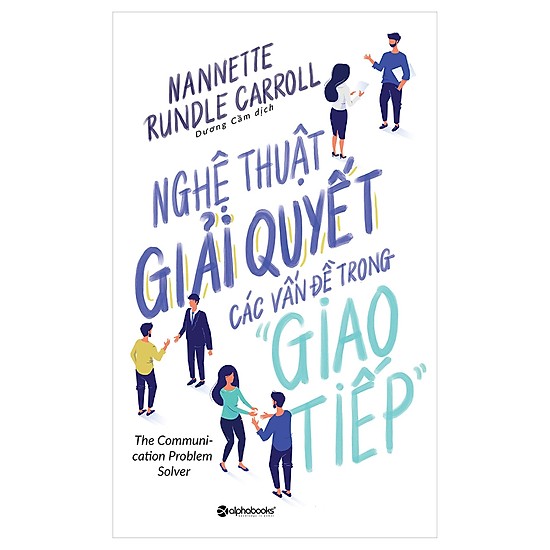 NANNETTE
RUNDLE CARROLL
Dương Cầm dịch
NGHỆ THUẬT
GIẢI QUYẾT
CÁC VẤN ĐỀ TRONG
"GIAO
TIẾP"
The Communi-
cation Problem
Solver
alphabooks